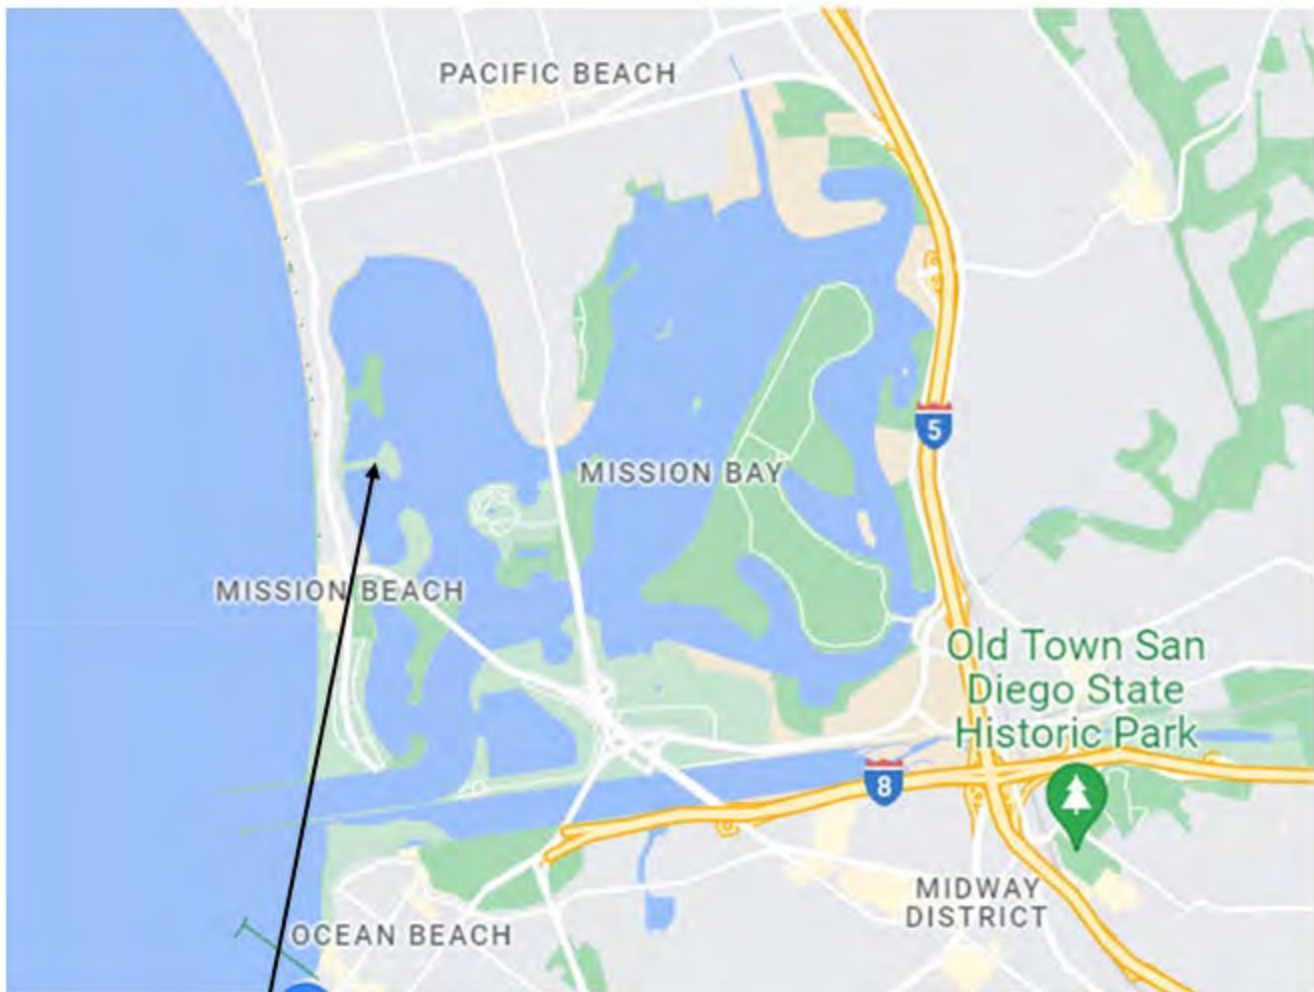 PACIFIC BEACH
5
MISSION BAY
MISSION BEACH
Old Town San
Diego State
Historic Park
8
MIDWAY
DISTRICT
OCEAN BEACH